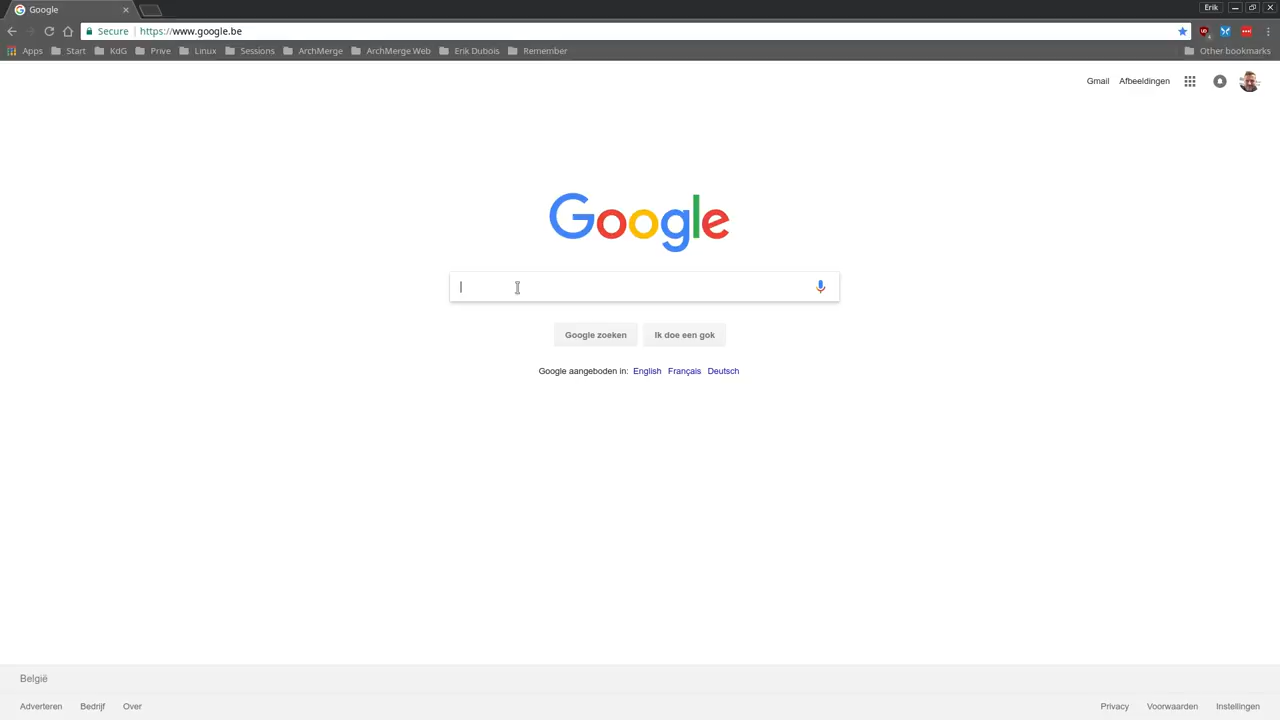 Google
Erik
Secure https://www.google.be
Apps Start KdG Prive Linux Sessions ArchMerge ArchMerge Web Erik Dubois Remember Other bookmarks
Gmail Afbeeldingen
Google
Google zoeken Ik doe een gok
Google aangeboden in: English Français Deutsch
België
Adverteren Bedrijf Over Privacy Voorwaarden Instellingen